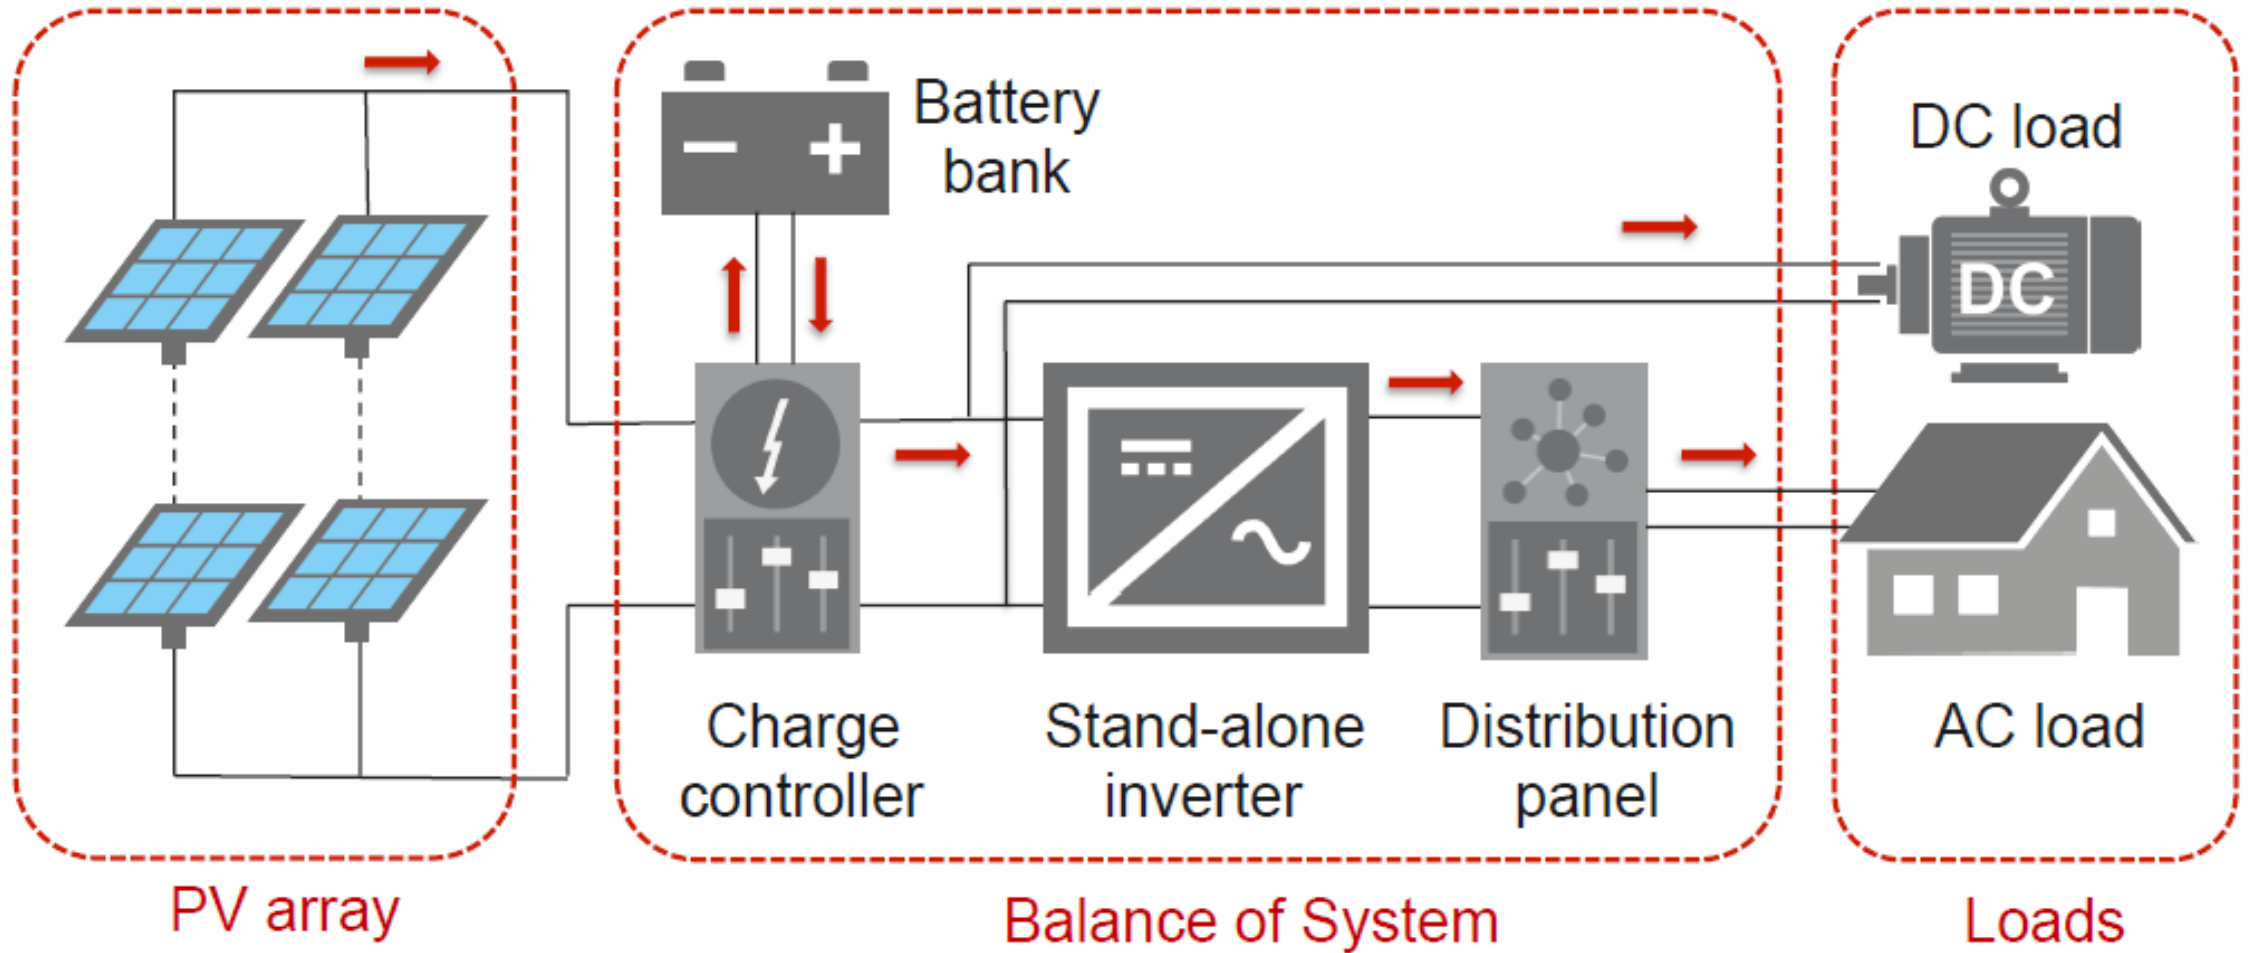 Battery
bank
DC load
DC
Charge
controller
Stand-alone
inverter
Distribution
panel
AC load
PV array
Balance of System
Loads